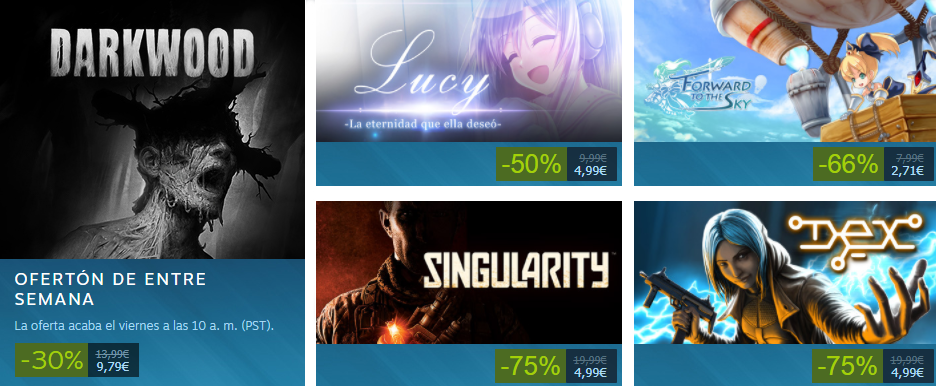 DARKWOOD
OFERTÓN DE ENTRE
SEMANA
La oferta acaba el viernes a las 10 a. m. (PST).
-30%
13,99€
9,79€
Lucy
-La eternidad que ella deseó-
-50%
9,99€
4,99€
FORWARD
TO THE
SKY
-66%
7,99€
2,71€
SINGULARITY
-75%
19,99€
4,99€
DEX
-75%
19,99€
4,99€